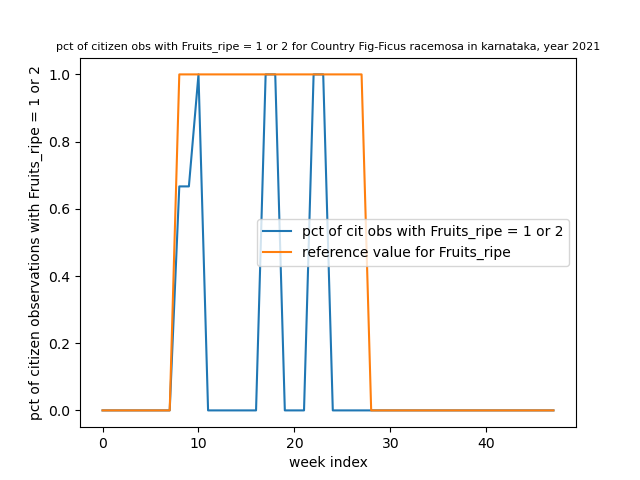 pct of citizen obs with Fruits_ripe = 1 or 2 for Country Fig-Ficus racemosa in karnataka, year 2021
pct of citizen observations with Fruits_ripe = 1 or 2
1.0
0.8
0.6
0.4
0.2
0.0
pct of cit obs with Fruits_ripe = 1 or 2
reference value for Fruits_ripe
0 10 20 30 40
week index